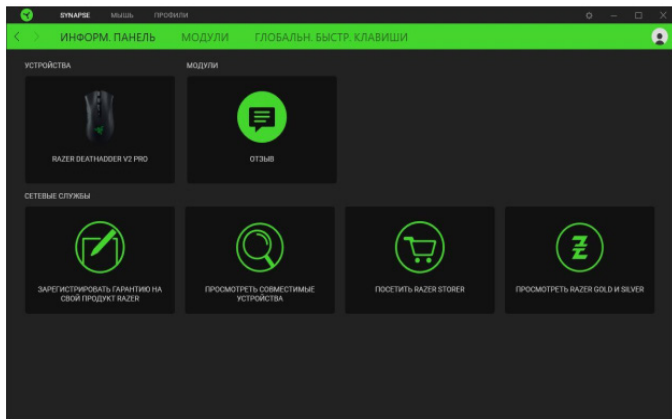 SYNAPSE МЫШЬ ПРОФИЛИ
ИНФОРМ. ПАНЕЛЬ МОДУЛИ ГЛОБАЛЬН. БЫСТР. КЛАВИШИ
УСТРОЙСТВА МОДУЛИ
RAZER DEATHADDER V2 PRO ОТЗЫВ
СЕТЕВЫЕ СЛУЖБЫ
ЗАРЕГИСТРИРОВАТЬ ГАРАНТИЮ НА
СВОЙ ПРОДУКТ RAZER
ПРОСМОТРЕТЬ СОВМЕСТИМЫЕ
УСТРОЙСТВА
ПОСЕТИТЬ RAZER STORER
ПРОСМОТРЕТЬ RAZER GOLD И SILVER